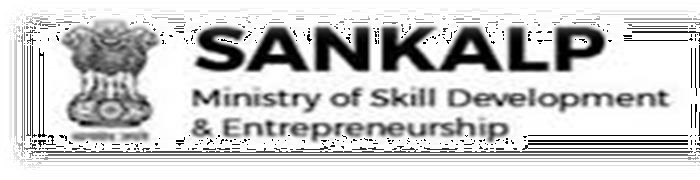 SANKALP
Ministry of Skill Development
& Entrepreneurship